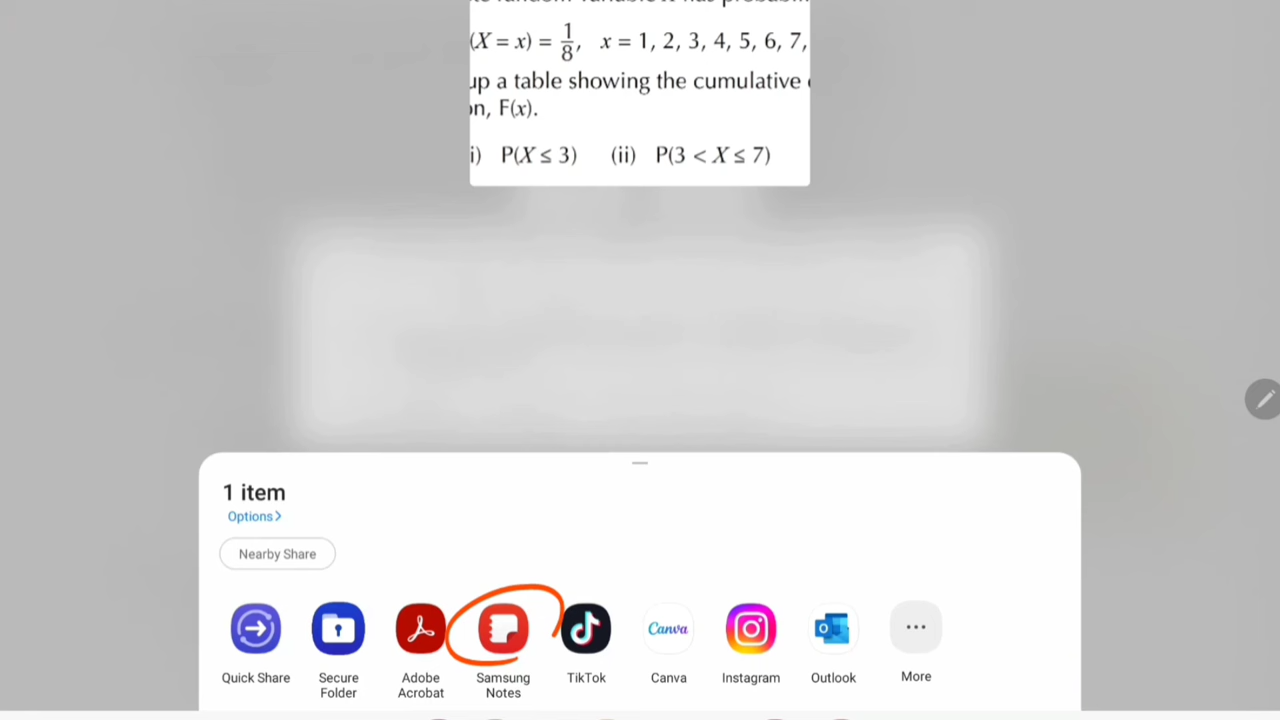 (X = x) = 1/8, x = 1, 2, 3, 4, 5, 6, 7,
up a table showing the cumulative
on, F(x).
i) P(X ≤ 3) (ii) P(3 < X ≤ 7)
1 item
Options >
Nearby Share
Quick Share
Secure Folder
Adobe Acrobat
Samsung Notes
TikTok
Canva
Canva
Instagram
Outlook
More